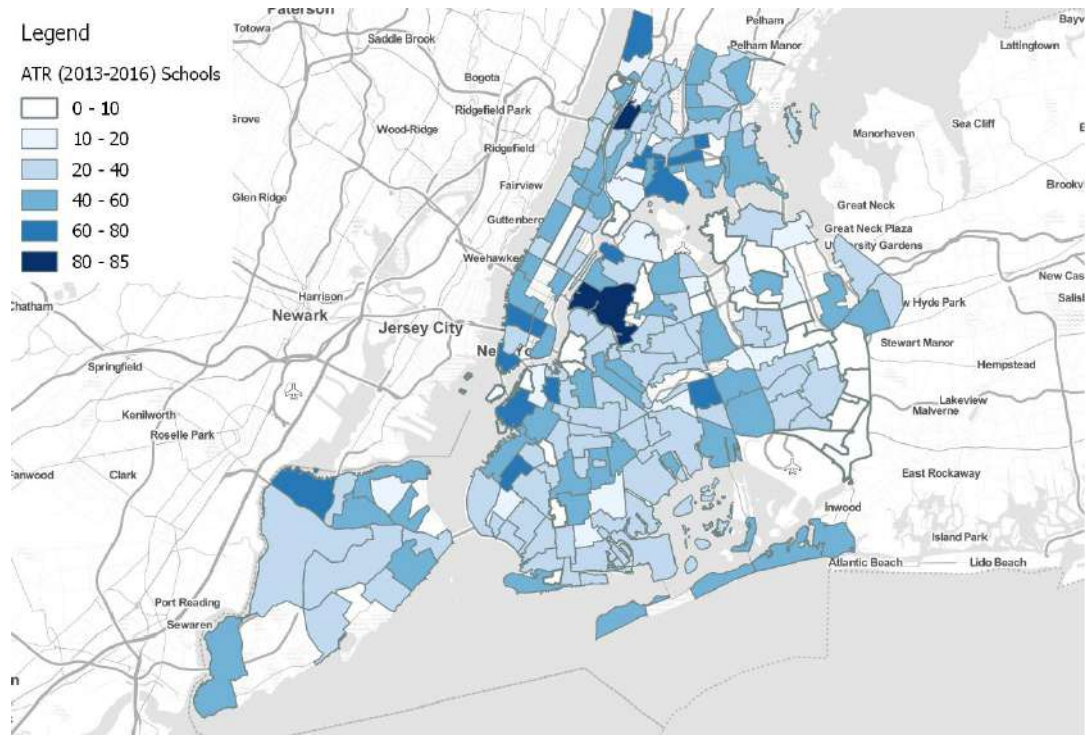 Legend
ATR (2013-2016) Schools
0 - 10
10 - 20
20 - 40
40 - 60
60 - 80
80 - 85
Paterson
Totowa
Saddle Brook
Pelham
Pelham Manor
Lattingtown
Bogota
Ridgefield Park
Wood-Ridge
Manorhaven
Sea Cliff
Ridgefield
Glen Ridge
Fairview
Great Neck
Guttenberg
Great Neck Plaza
University Gardens
Weehawke
Harrison
Newark
Jersey City
Chatham
New Cas
w Hyde Park
Salis
Ne
Yo
Stewart Manor
Springfield
Hempstead
Kenilworth
Roselle Park
Lakeview
Malverne
Fanwood
Clark
East Rockaway
Inwood
Island Park
Atlantic Beach
Lido Beach
Port Reading
Sewaren